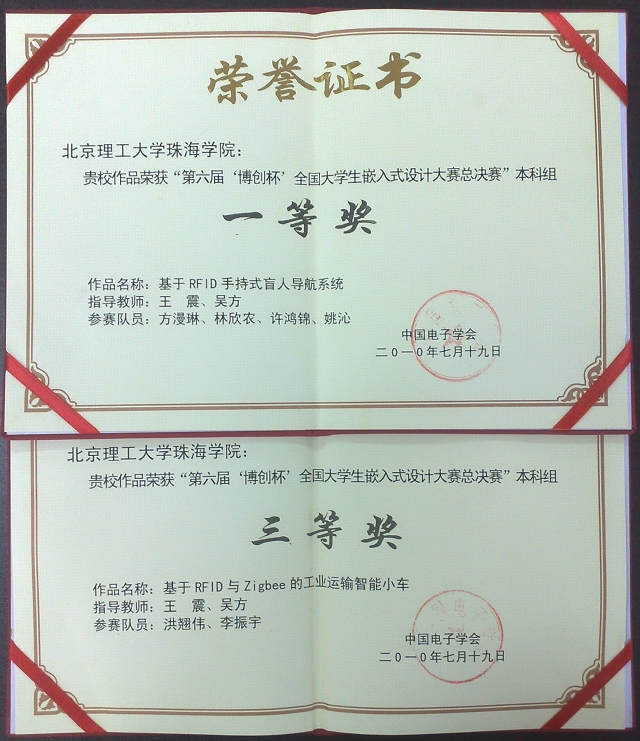 荣誉证书
北京理工大学珠海学院：
贵校作品荣获“第六届‘博创杯’全国大学生嵌入式设计大赛总决赛”本科组
一等奖
作品名称：基于RFID手持式盲人导航系统
指导教师：王　震、吴方
参赛队员：方漫琳、林欣农、许鸿锦、姚沁
中国电子学会
二〇一〇年七月十九日
北京理工大学珠海学院：
贵校作品荣获“第六届‘博创杯’全国大学生嵌入式设计大赛总决赛”本科组
三等奖
作品名称：基于RFID与Zigbee的工业运输智能小车
指导教师：王　震、吴方
参赛队员：洪翘伟、李振宇
中国电子学会
二〇一〇年七月十九日